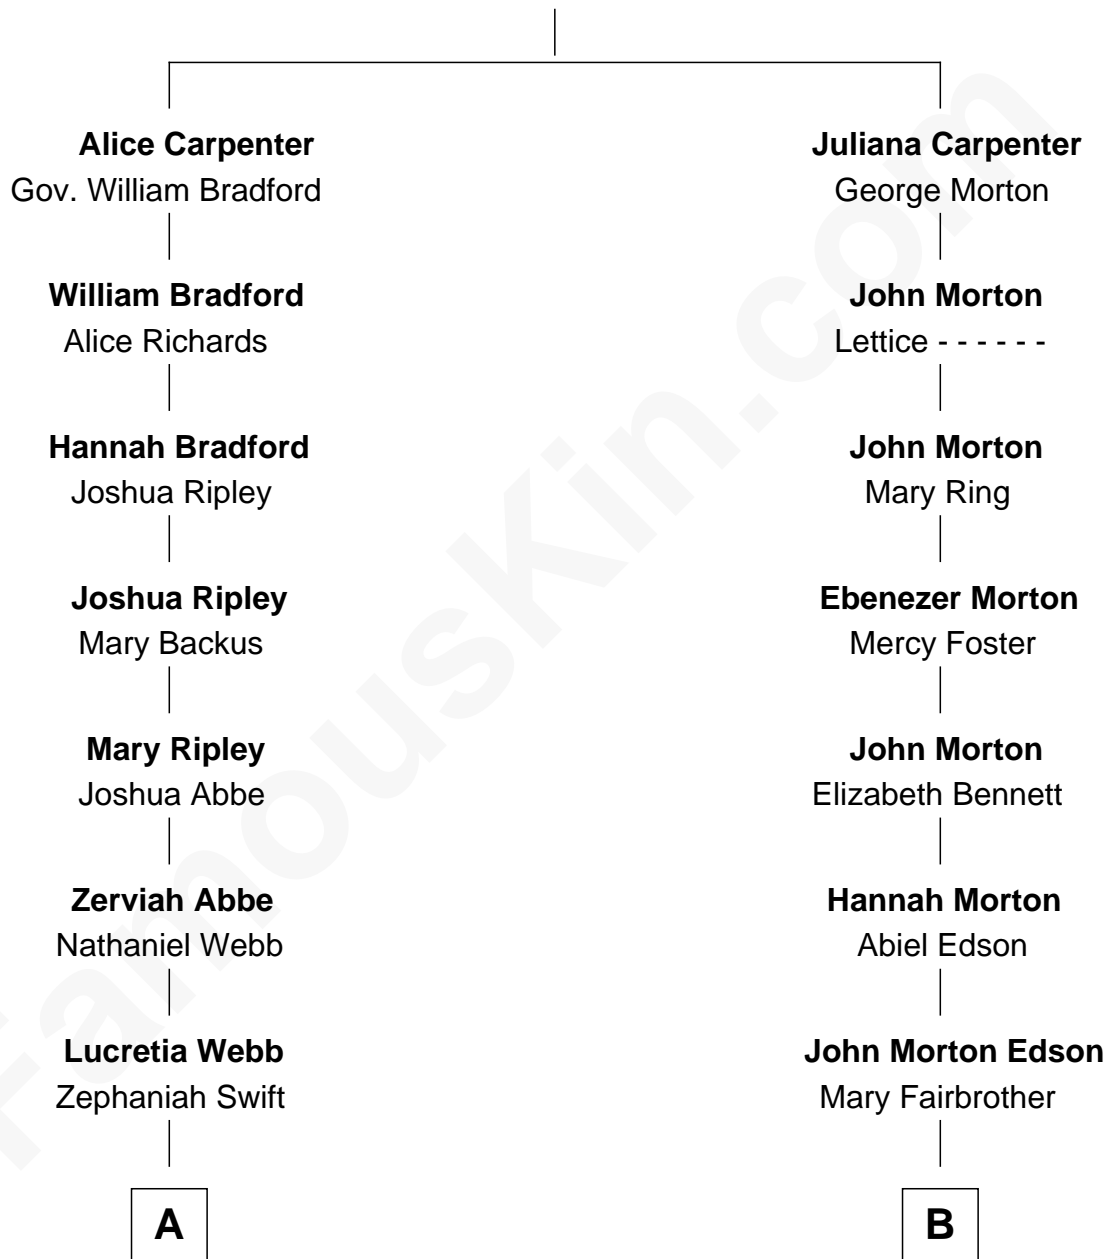 Alice Carpenter
Gov. William Bradford
William Bradford
Alice Richards
Hannah Bradford
Joshua Ripley
Joshua Ripley
Mary Backus
Mary Ripley
Joshua Abbe
Zerviah Abbe
Nathaniel Webb
Lucretia Webb
Zephaniah Swift
A
Juliana Carpenter
George Morton
John Morton
Lettice - - - - - -
John Morton
Mary Ring
Ebenezer Morton
Mercy Foster
John Morton
Elizabeth Bennett
Hannah Morton
Abiel Edson
John Morton Edson
Mary Fairbrother
B
FamousKin.com